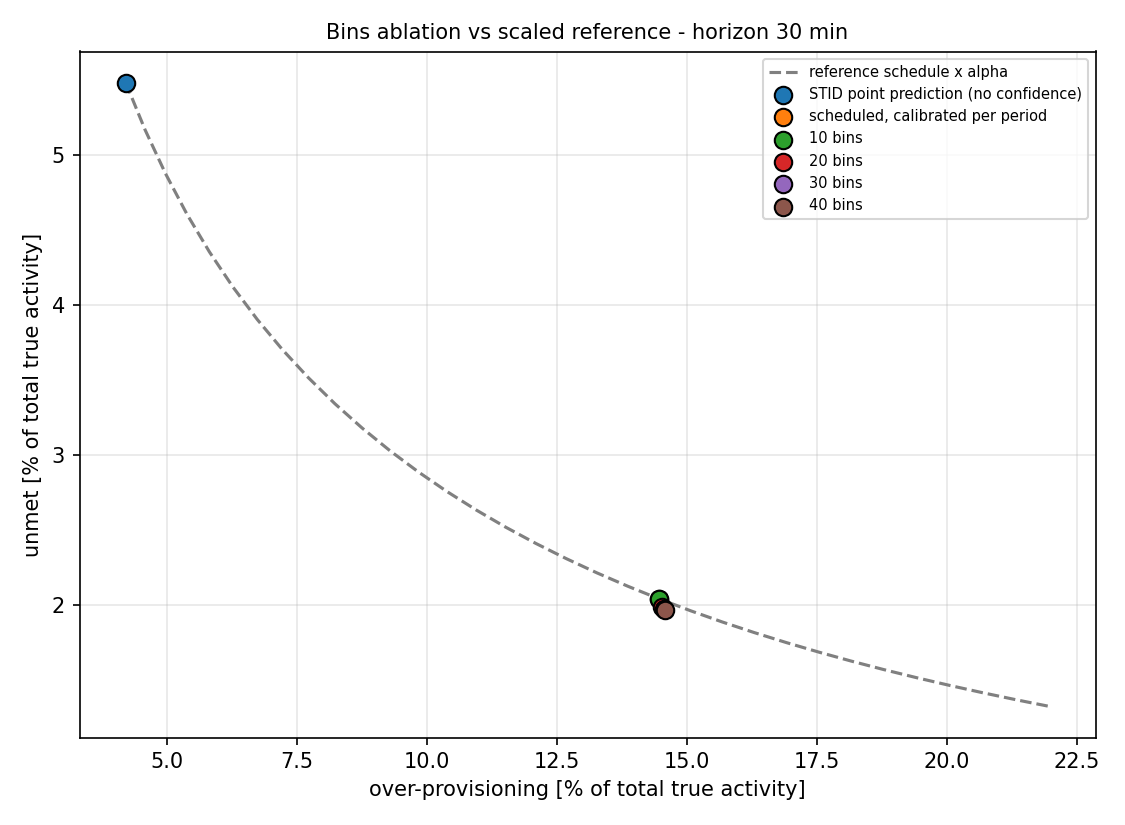 Bins ablation vs scaled reference - horizon 30 min
reference schedule x alpha
STID point prediction (no confidence)
scheduled, calibrated per period
10 bins
20 bins
30 bins
40 bins
unmet [% of total true activity]
5
4
3
2
5.0 7.5 10.0 12.5 15.0 17.5 20.0 22.5
over-provisioning [% of total true activity]